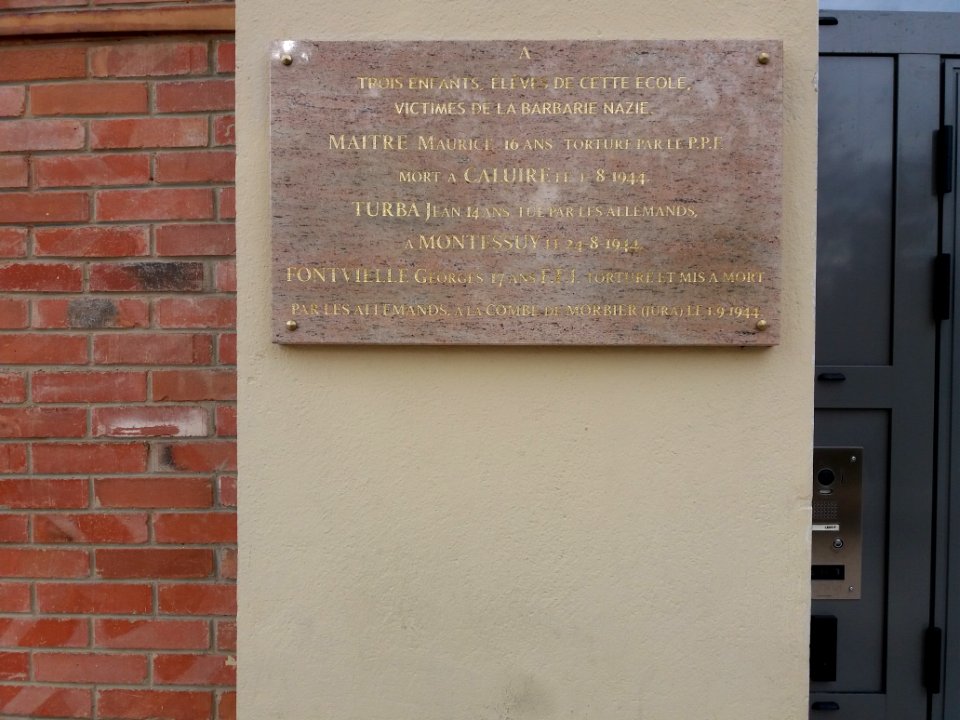 A
TROIS ENFANTS, ÉLÈVES DE CETTE ECOLE,
VICTIMES DE LA BARBARIE NAZIE.
MAITRE MAURICE, 16 ANS TORTURÉ PAR LE P.P.F.
MORT A CALUIRE LE 1 8 1944.
TURBA JEAN 14 ANS TUÉ PAR LES ALLEMANDS,
A MONTESSUY LE 24 8 1944.
FONTVIELLE GEORGES 17 ANS F.F.I. TORTURÉ ET MIS A MORT
PAR LES ALLEMANDS, A LA COMBE DE MORBIER (JURA) LE 1.9 1944.